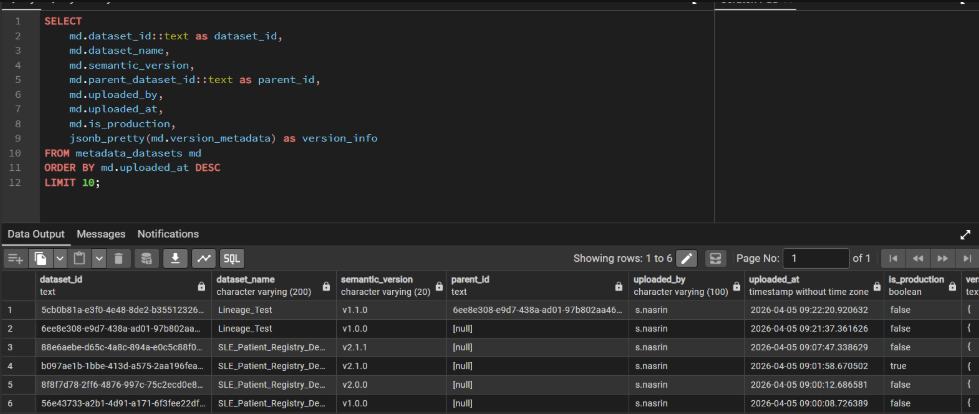 1 SELECT
2 md.dataset_id::text as dataset_id,
3 md.dataset_name,
4 md.semantic_version,
5 md.parent_dataset_id::text as parent_id,
6 md.uploaded_by,
7 md.uploaded_at,
8 md.is_production,
9 jsonb_pretty(md.version_metadata) as version_info
10 FROM metadata_datasets md
11 ORDER BY md.uploaded_at DESC
12 LIMIT 10;
Data Output Messages Notifications
SQL Showing rows: 1 to 6 Page No: 1 of 1
dataset_id dataset_name semantic_version parent_id uploaded_by uploaded_at is_production
text character varying (200) character varying (20) text character varying (100) timestamp without time zone boolean
1 5cb0b81a-e3f0-4e48-8de2-b35512326... Lineage_Test v1.1.0 6ee8e308-e9d7-438a-ad01-97b802aa46... s.nasrin 2026-04-05 09:22:20.920632 false {
2 6ee8e308-e9d7-438a-ad01-97b802aa... Lineage_Test v1.0.0 [null] s.nasrin 2026-04-05 09:21:37.361626 false {
3 88e6aebe-d65c-4a8c-894a-e0c5c88f0... SLE_Patient_Registry_De... v2.1.1 [null] s.nasrin 2026-04-05 09:07:47.338629 false {
4 b097ae1b-1bbe-413d-a575-2aa196fea... SLE_Patient_Registry_De... v2.1.0 [null] s.nasrin 2026-04-05 09:01:58.670502 true {
5 8f8f7d78-2ff6-4876-997c-75c2ecd0e8... SLE_Patient_Registry_De... v2.0.0 [null] s.nasrin 2026-04-05 09:00:12.686581 false {
6 56e43733-a2b1-4d91-a171-6f3fee22df... SLE_Patient_Registry_De... v1.0.0 [null] s.nasrin 2026-04-05 09:00:08.726389 false {